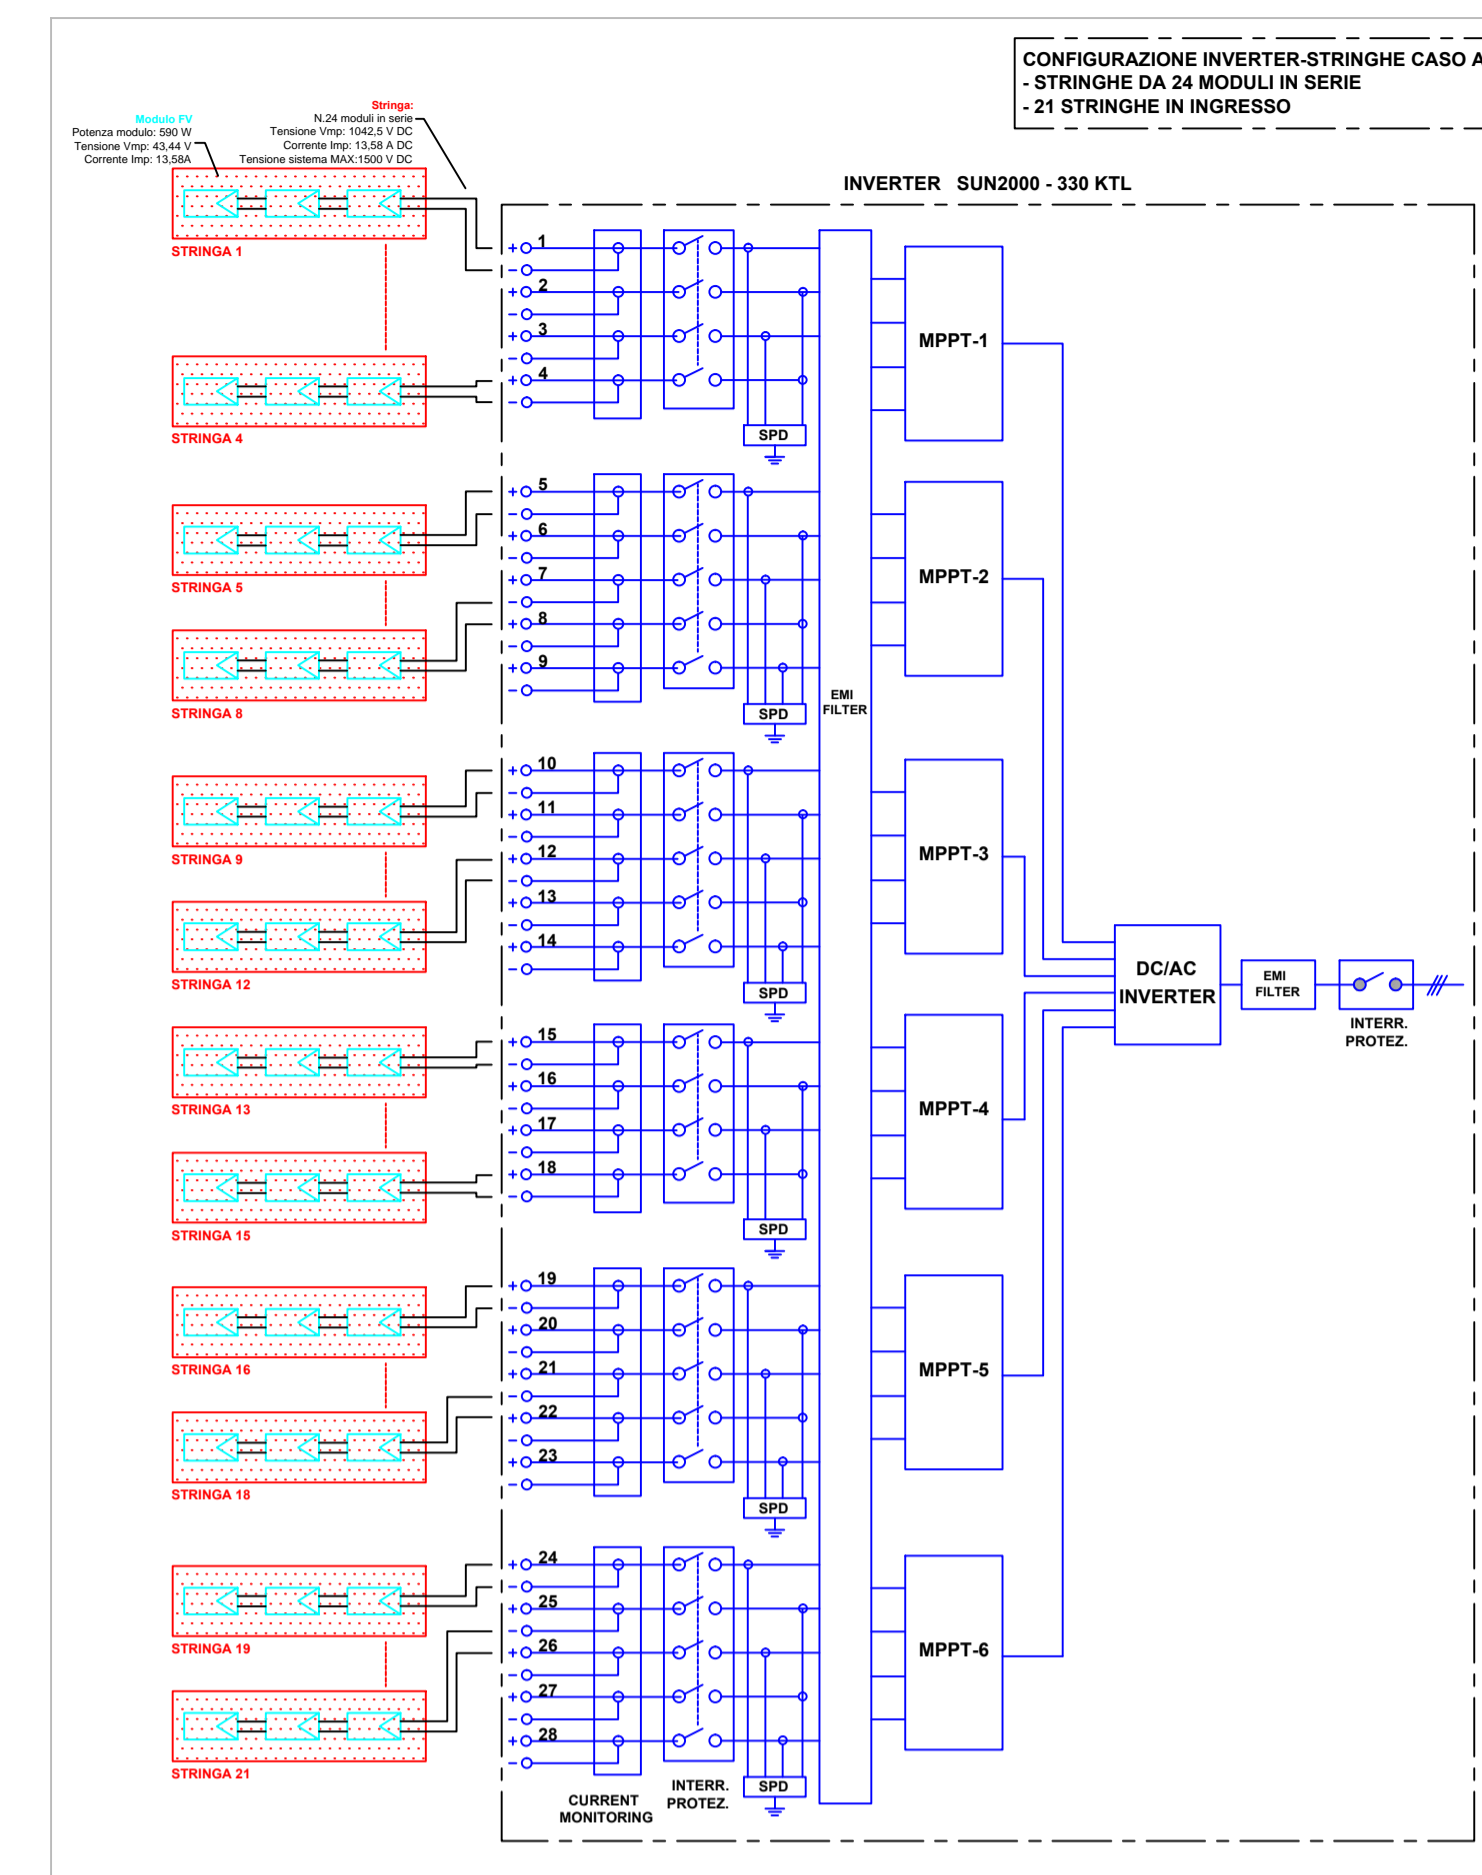 CONFIGURAZIONE INVERTER-STRINGHE CASO A
- STRINGHE DA 24 MODULI IN SERIE
- 21 STRINGHE IN INGRESSO
Modulo FV
Potenza modulo: 590 W
Tensione Vmp: 43,44 V
Corrente Imp: 13,58A
Stringa:
N.24 moduli in serie
Tensione Vmp: 1042,5 V DC
Corrente Imp: 13,58 A DC
Tensione sistema MAX:1500 V DC
INVERTER SUN2000 - 330 KTL
STRINGA 1
STRINGA 4
STRINGA 5
STRINGA 8
STRINGA 9
STRINGA 12
STRINGA 13
STRINGA 15
STRINGA 16
STRINGA 18
STRINGA 19
STRINGA 21
+ 1
-
+ 2
-
+ 3
-
+ 4
-
SPD
+ 5
-
+ 6
-
+ 7
-
+ 8
-
+ 9
-
SPD
+ 10
-
+ 11
-
+ 12
-
+ 13
-
+ 14
-
SPD
+ 15
-
+ 16
-
+ 17
-
+ 18
-
SPD
+ 19
-
+ 20
-
+ 21
-
+ 22
-
+ 23
-
SPD
+ 24
-
+ 25
-
+ 26
-
+ 27
-
+ 28
-
SPD
CURRENT
MONITORING
INTERR.
PROTEZ.
EMI
FILTER
MPPT-1
MPPT-2
MPPT-3
MPPT-4
MPPT-5
MPPT-6
DC/AC
INVERTER
EMI
FILTER
INTERR.
PROTEZ.